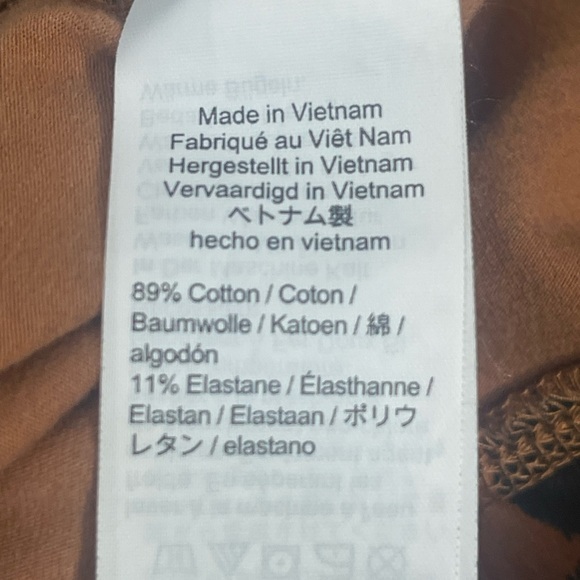 Made in Vietnam
Fabriqué au Viêt Nam
Hergestellt in Vietnam
Vervaardigd in Vietnam
ベトナム製
hecho en vietnam
89% Cotton / Coton /
Baumwolle / Katoen / 綿 /
algodón
11% Elastane / Élasthanne /
Elastan / Elastaan / ポリウ
レタン / elastano